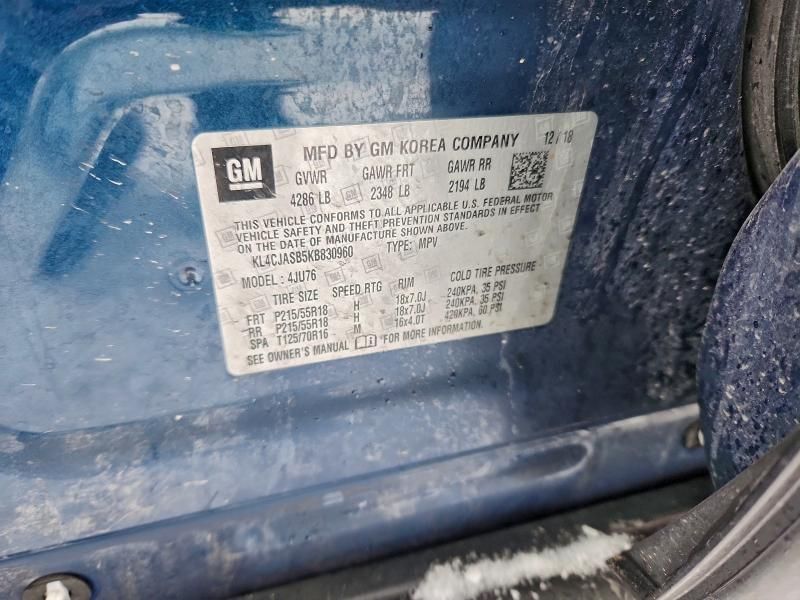 GM
MFD BY GM KOREA COMPANY 12 / 18
GVWR GAWR FRT GAWR RR
4286 LB 2348 LB 2194 LB
THIS VEHICLE CONFORMS TO ALL APPLICABLE U.S. FEDERAL MOTOR
VEHICLE SAFETY AND THEFT PREVENTION STANDARDS IN EFFECT
ON THE DATE OF MANUFACTURE SHOWN ABOVE.
KL4CJASB5KB830960 TYPE: MPV
MODEL : 4JU76
TIRE SIZE SPEED RTG RIM COLD TIRE PRESSURE
FRT P215/55R18 H 18x7.0J 240KPA, 35 PSI
RR P215/55R18 H 18x7.0J 240KPA, 35 PSI
SPA T125/70R16 M 16x4.0T 420KPA, 60 PSI
SEE OWNER'S MANUAL FOR MORE INFORMATION